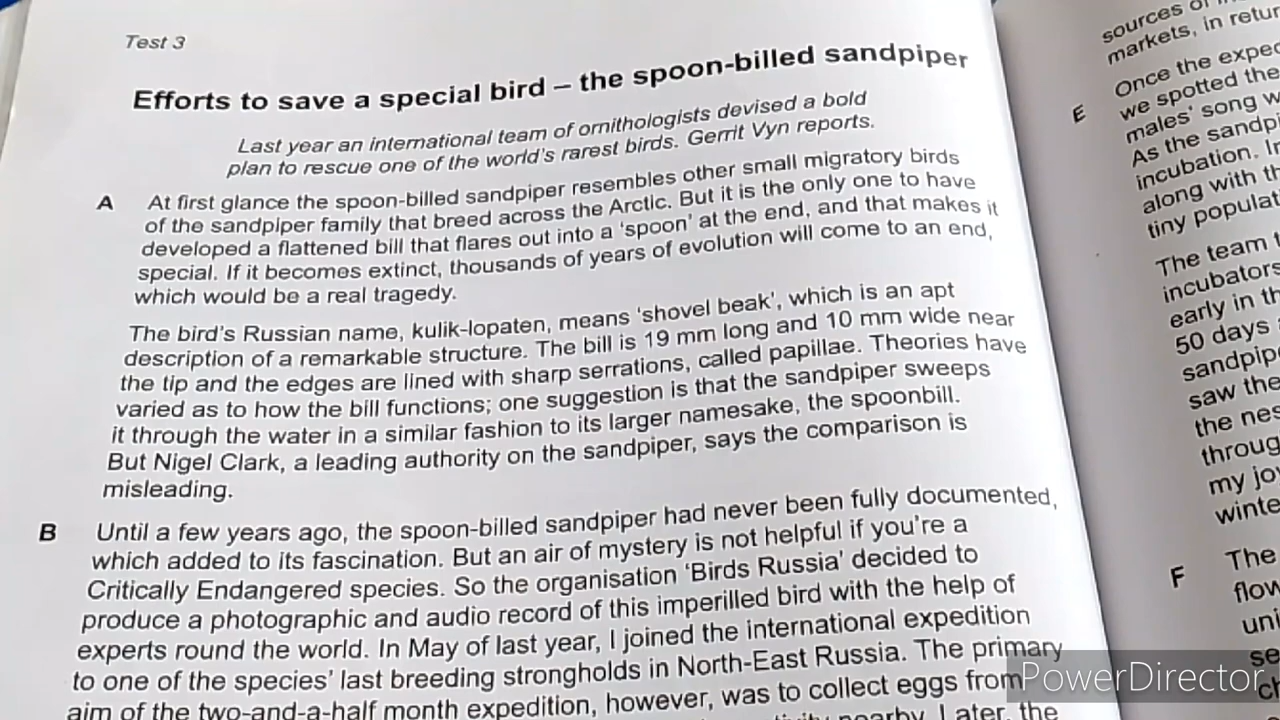 Test 3
Efforts to save a special bird – the spoon-billed sandpiper
Last year an international team of ornithologists devised a bold
plan to rescue one of the world's rarest birds. Gerrit Vyn reports.
A At first glance the spoon-billed sandpiper resembles other small migratory birds
of the sandpiper family that breed across the Arctic. But it is the only one to have
developed a flattened bill that flares out into a 'spoon' at the end, and that makes it
special. If it becomes extinct, thousands of years of evolution will come to an end,
which would be a real tragedy.
The bird's Russian name, kulik-lopaten, means 'shovel beak', which is an apt
description of a remarkable structure. The bill is 19 mm long and 10 mm wide near
the tip and the edges are lined with sharp serrations, called papillae. Theories have
varied as to how the bill functions; one suggestion is that the sandpiper sweeps
it through the water in a similar fashion to its larger namesake, the spoonbill.
But Nigel Clark, a leading authority on the sandpiper, says the comparison is
misleading.
B Until a few years ago, the spoon-billed sandpiper had never been fully documented,
which added to its fascination. But an air of mystery is not helpful if you're a
Critically Endangered species. So the organisation 'Birds Russia' decided to
produce a photographic and audio record of this imperilled bird with the help of
experts round the world. In May of last year, I joined the international expedition
to one of the species' last breeding strongholds in North-East Russia. The primary
aim of the two-and-a-half month expedition, however, was to collect eggs from
nearby. Later, the
sources of
markets, in
E Once the
we spotted the
males' song
As the
incubation.
along with
tiny
The team
incubators
early in
50 days
saw the
the
my
F The
PowerDirector